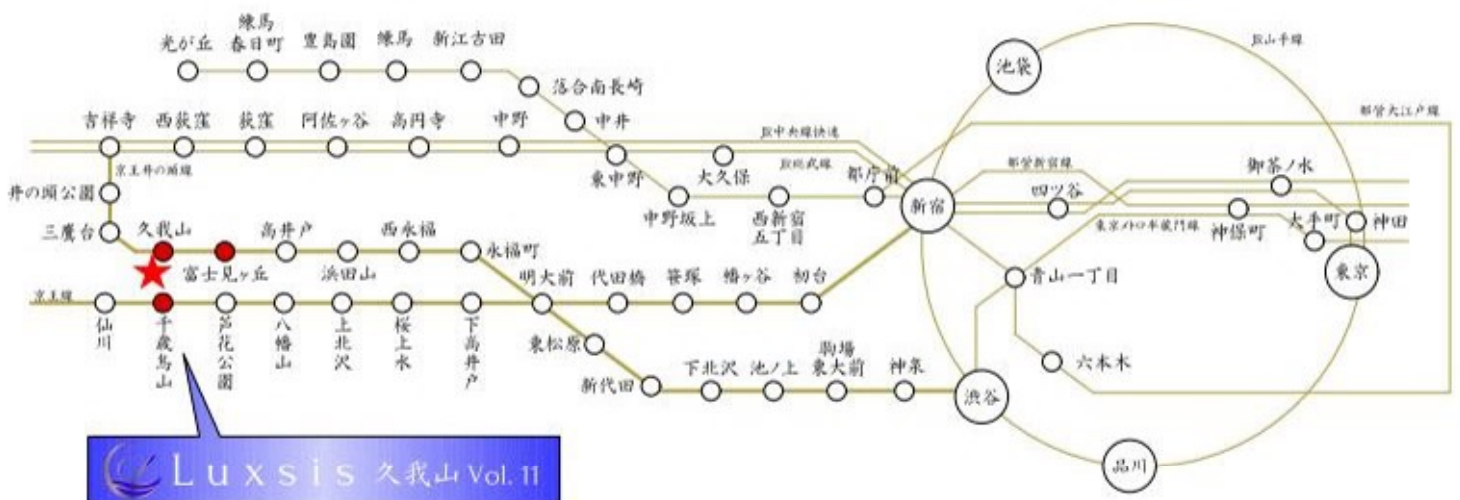 光が丘
練馬
春日町
豊島園
練馬
新江古田
落合南長崎
中井
池袋
JR山手線
吉祥寺
西荻窪
荻窪
阿佐ヶ谷
高円寺
中野
東中野
大久保
JR中央線快速
JR総武線
都営大江戸線
京王井の頭線
井の頭公園
三鷹台
中野坂上
西新宿
五丁目
都庁前
新宿
都営新宿線
四ツ谷
御茶ノ水
東京メトロ半蔵門線
神保町
大手町
神田
東京
久我山
富士見ヶ丘
高井戸
浜田山
西永福
永福町
明大前
代田橋
笹塚
幡ヶ谷
初台
青山一丁目
六本木
京王線
仙川
千歳烏山
芦花公園
八幡山
上北沢
桜上水
下高井戸
東松原
新代田
下北沢
池ノ上
駒場
東大前
神泉
渋谷
品川
Luxsis 久我山 Vol. 11